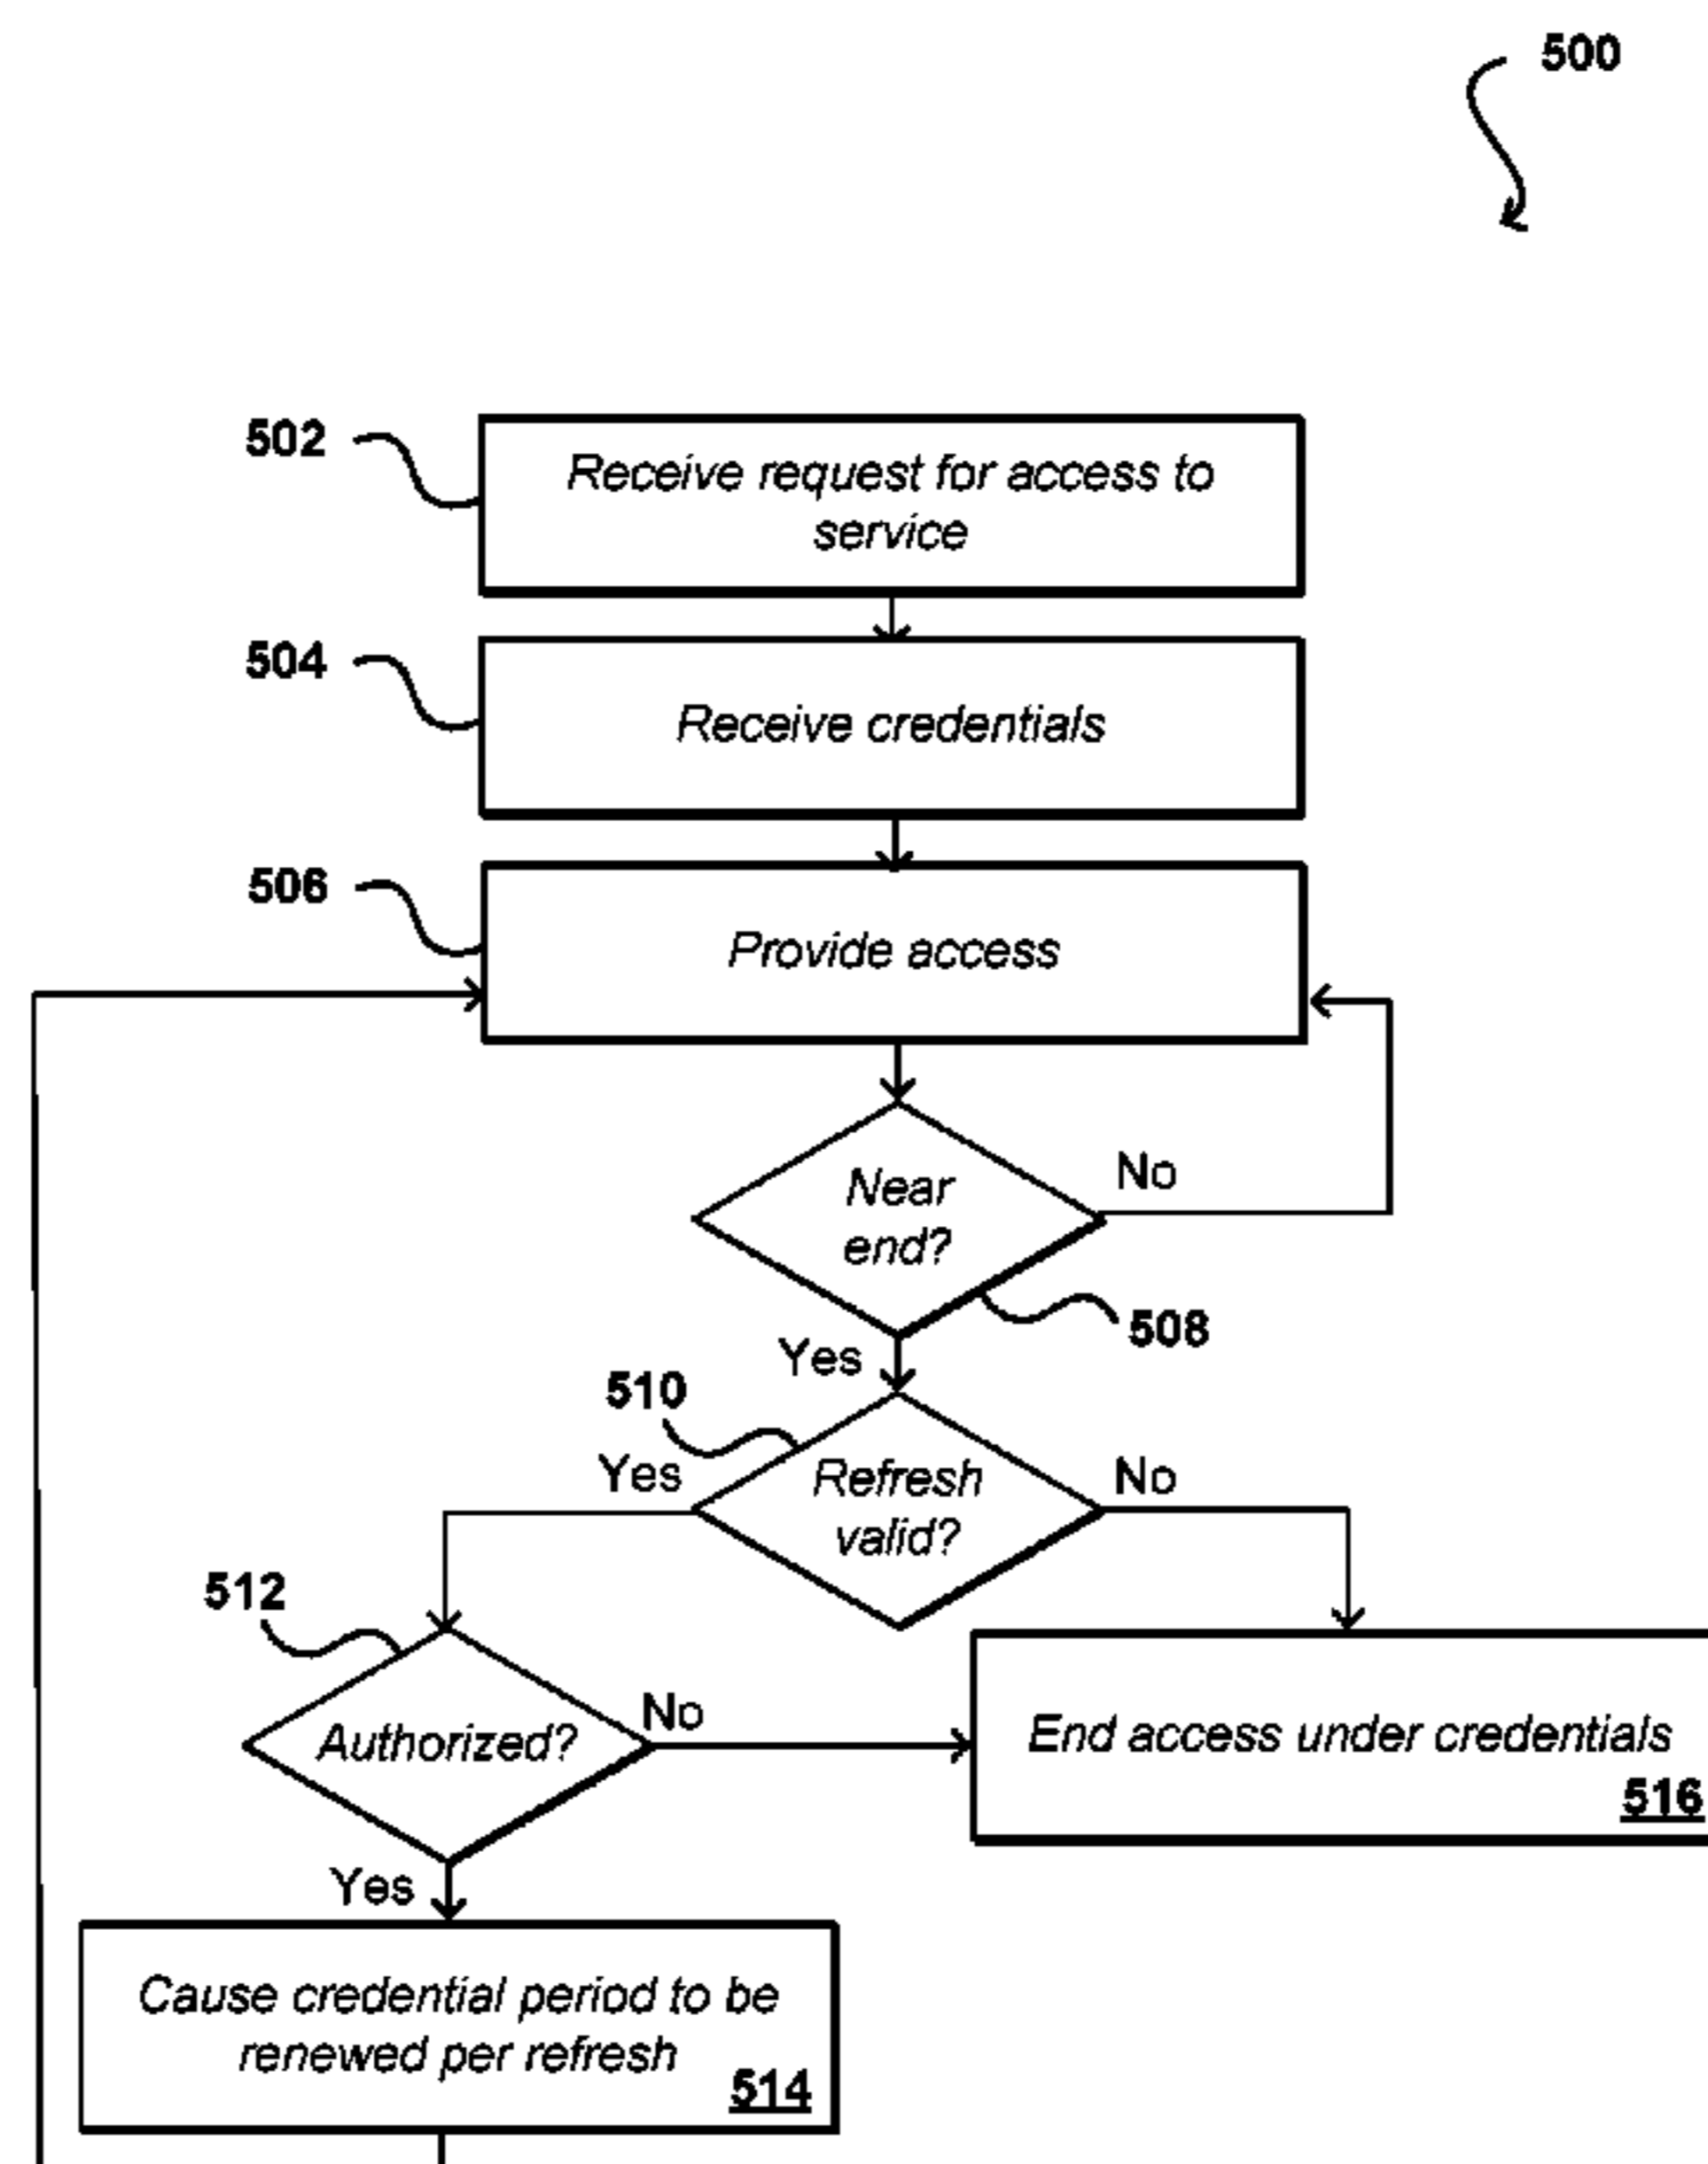 500
502
Receive request for access to
service
504
Receive credentials
506
Provide access
Near
end?
No
508
Yes
510
Yes
Refresh
valid?
No
512
Authorized?
No
End access under credentials
516
Yes
Cause credential period to be
renewed per refresh
514